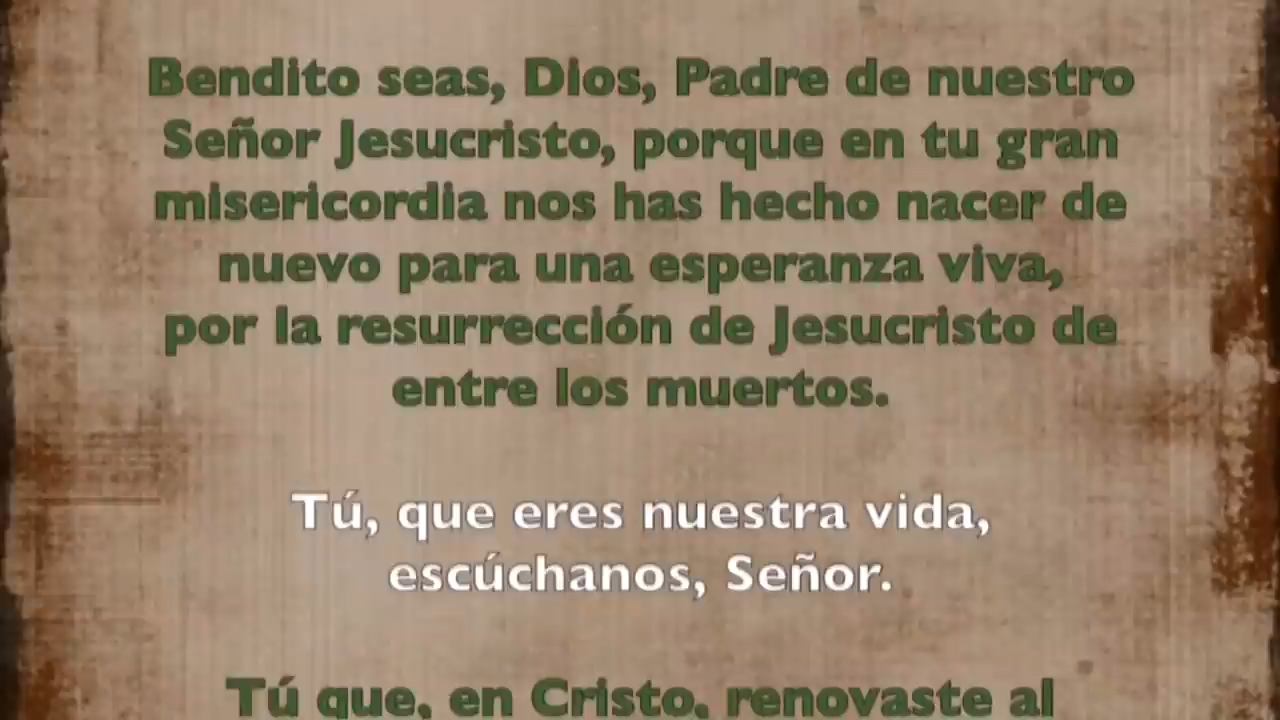 Bendito seas, Dios, Padre de nuestro
Señor Jesucristo, porque en tu gran
misericordia nos has hecho nacer de
nuevo para una esperanza viva,
por la resurrección de Jesucristo de
entre los muertos.
Tú, que eres nuestra vida,
escúchanos, Señor.
Tú que, en Cristo, renovaste al